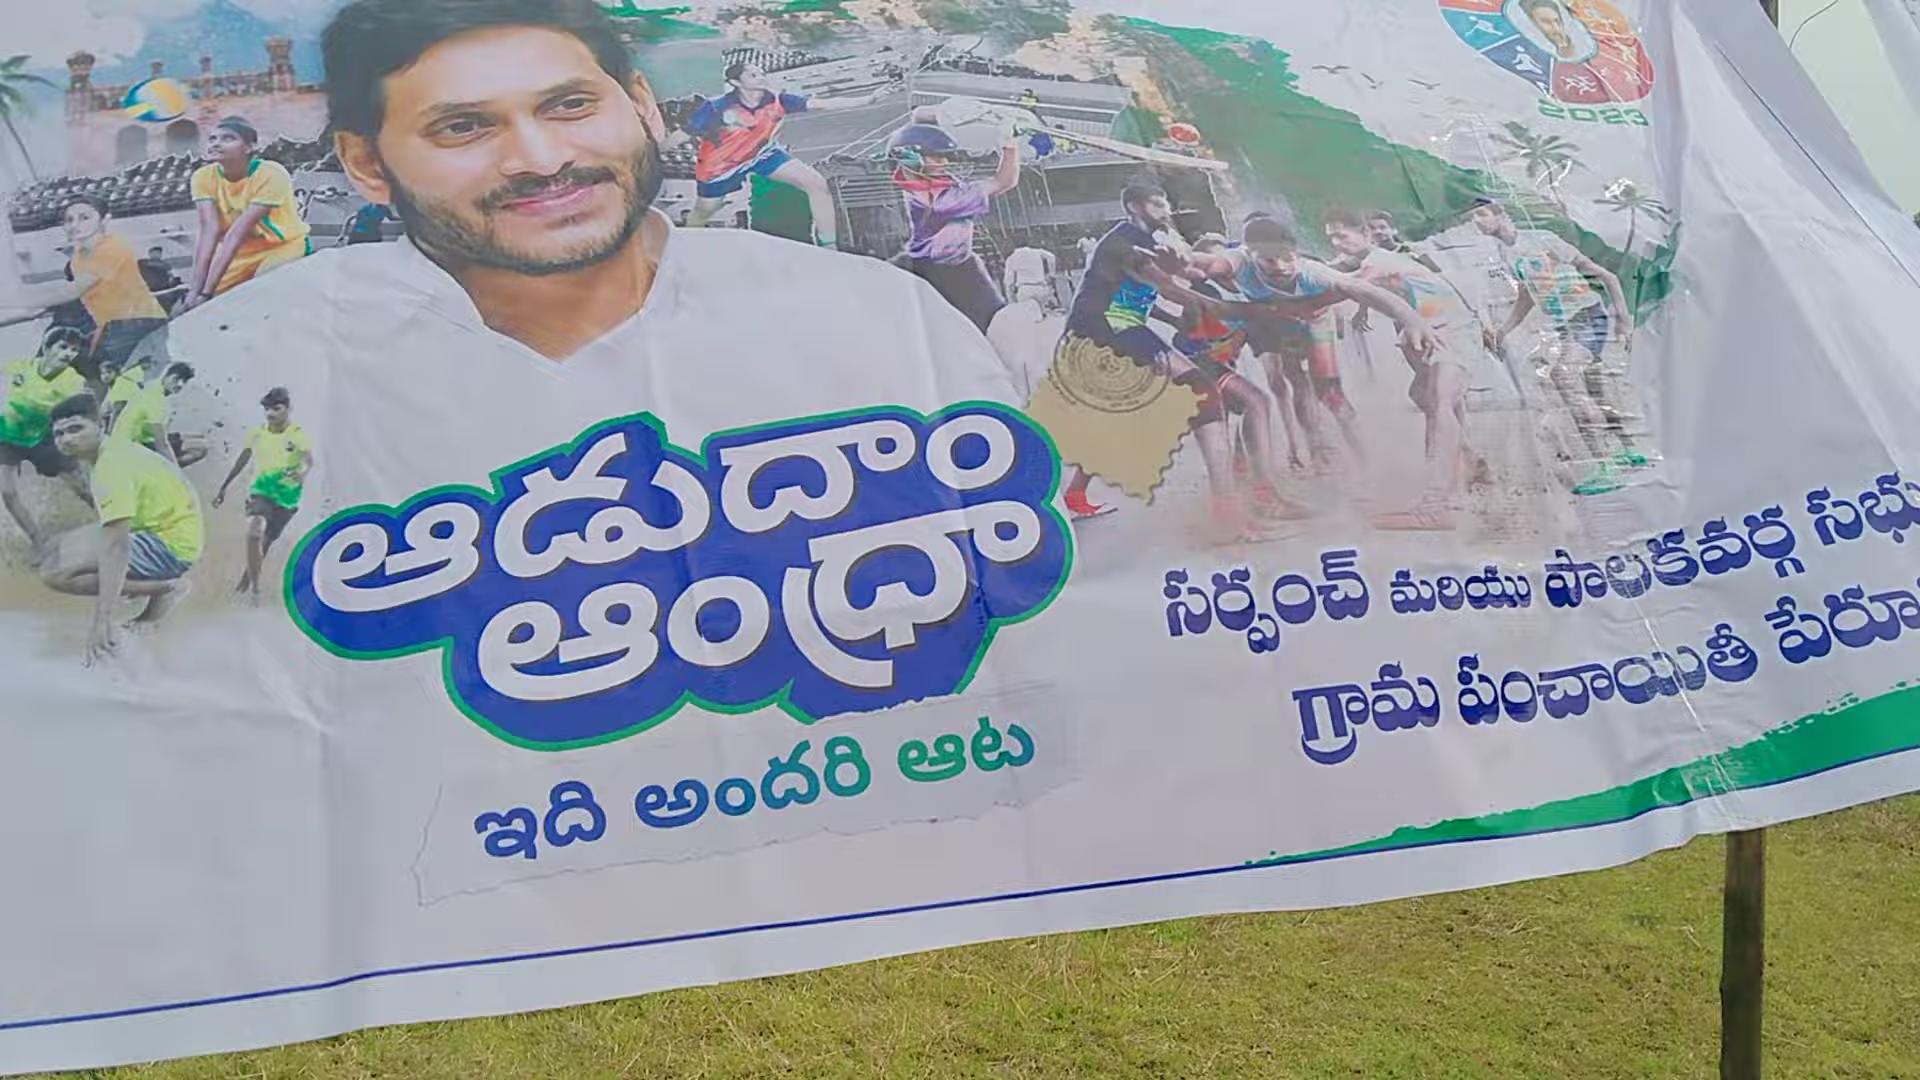 2023
ఆడుదాం
ఆంధ్రా
ఇది అందరి ఆట
సర్పంచ్ మరియు పాలకవర్గ
గ్రామ పంచాయితీ